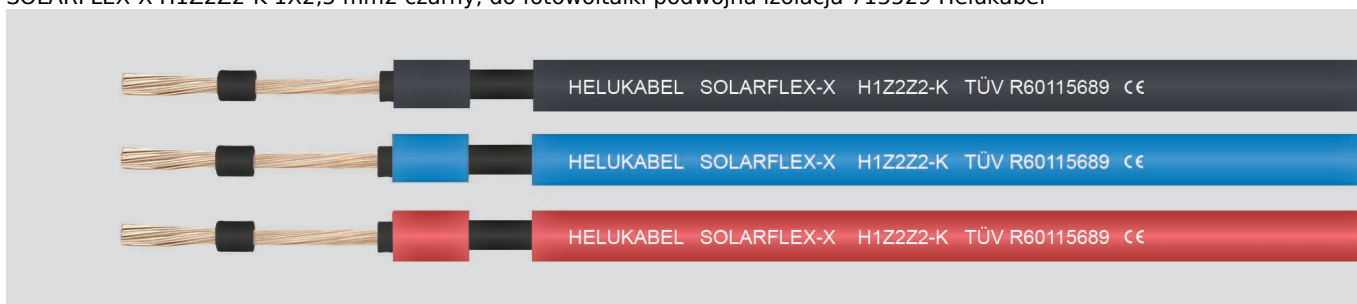 SOLARFLEX-X H1Z2Z2-K 1X2,5 mm2 czarny, do fotowoltaiki podwójna izolacja 713529 Helukabel
HELUKABEL SOLARFLEX-X H1Z2Z2-K TÜV R60115689 CE
HELUKABEL SOLARFLEX-X H1Z2Z2-K TÜV R60115689 CE
HELUKABEL SOLARFLEX-X H1Z2Z2-K TÜV R60115689 CE